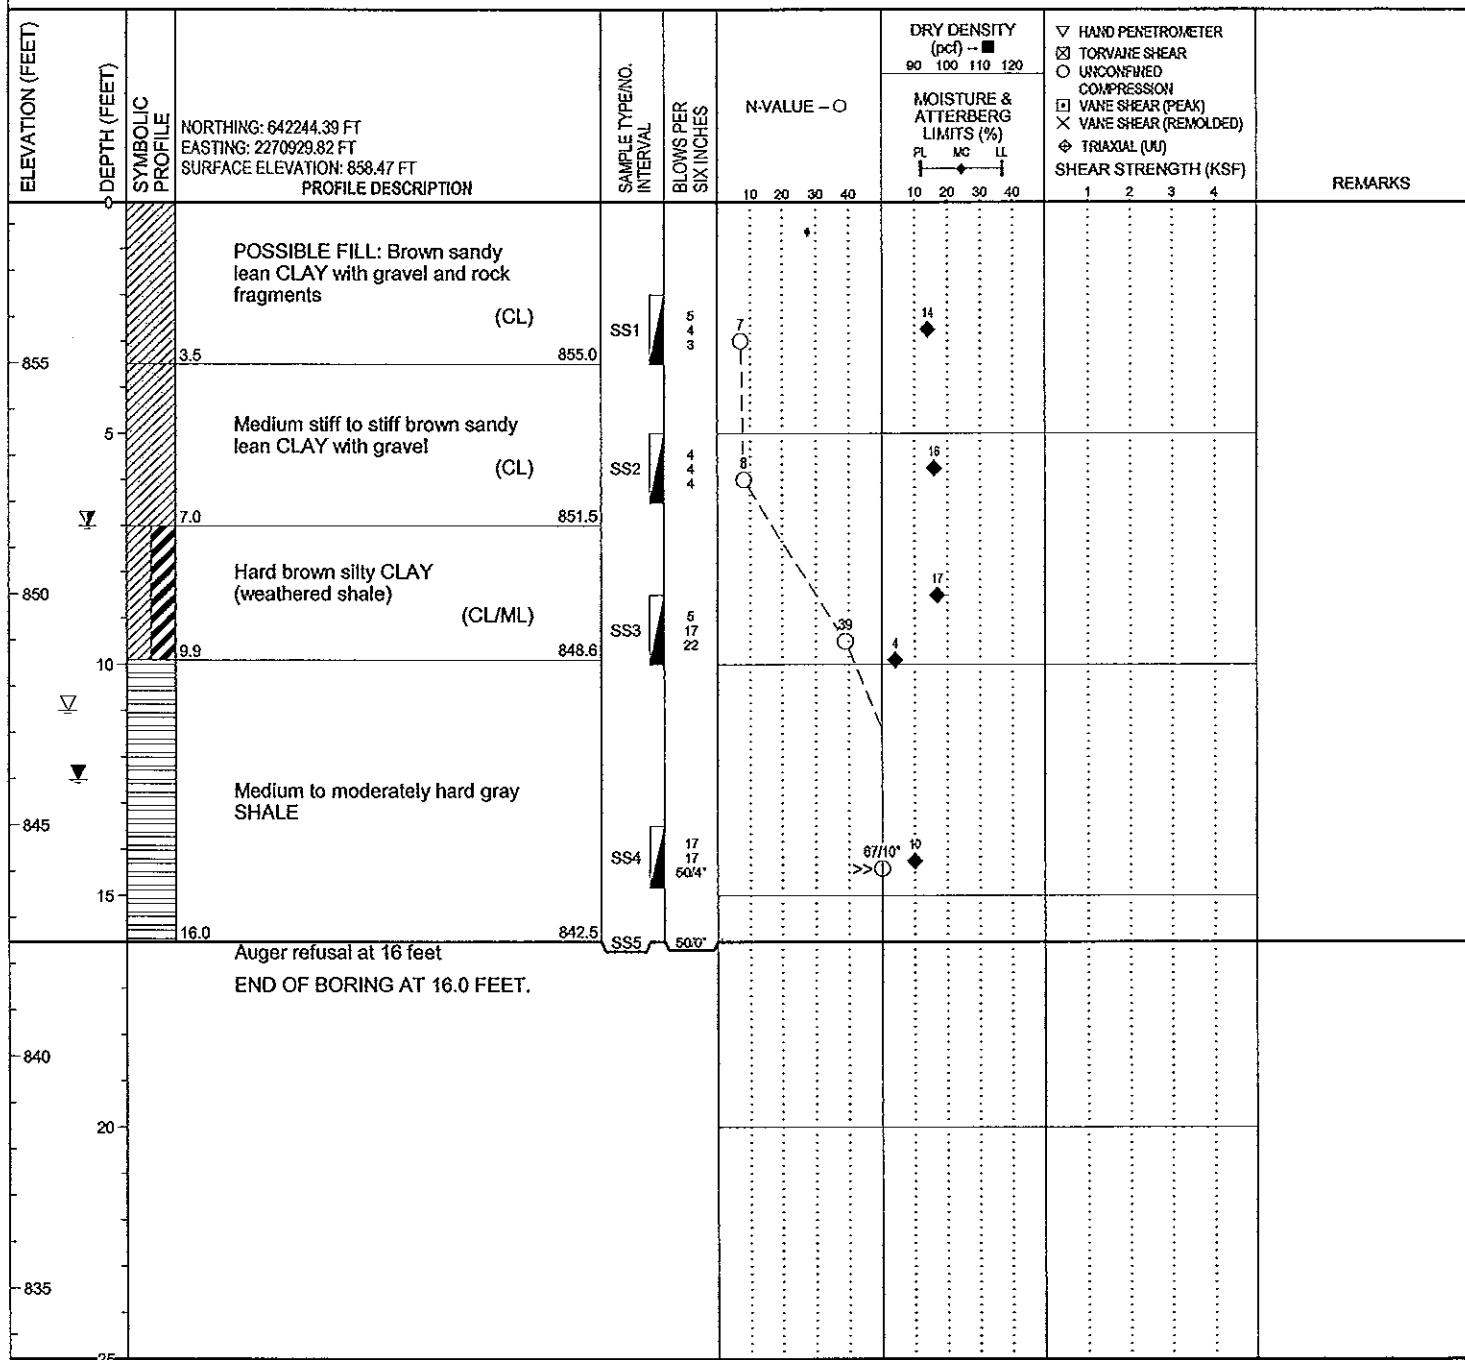 ELEVATION (FEET)
DEPTH (FEET)
SYMBOLIC
PROFILE
NORTHING: 642244.39 FT
EASTING: 2270929.82 FT
SURFACE ELEVATION: 858.47 FT
PROFILE DESCRIPTION
SAMPLE TYPE/NO.
INTERVAL
BLOWS PER
SIX INCHES
N-VALUE – O
10 20 30 40
DRY DENSITY
(pcf) -- ■
90 100 110 120
MOISTURE &
ATTERBERG
LIMITS (%)
PL MC LL
10 20 30 40
▽ HAND PENETROMETER
⊠ TORVANE SHEAR
○ UNCONFINED
COMPRESSION
⊡ VANE SHEAR (PEAK)
× VANE SHEAR (REMOLDED)
TRIAXIAL (UU)
SHEAR STRENGTH (KSF)
1 2 3 4
REMARKS
0
POSSIBLE FILL: Brown sandy
lean CLAY with gravel and rock
fragments
(CL)
SS1
5
4
3
7
14
855
3.5 855.0
Medium stiff to stiff brown sandy
lean CLAY with gravel
(CL)
5
SS2
4
4
4
8
16
7.0 851.5
Hard brown silty CLAY
(weathered shale)
(CL/ML)
850
SS3
5
17
22
39
17
4
9.9 848.6
10
Medium to moderately hard gray
SHALE
845
SS4
17
17
50/4"
>>
67/10"
10
15
16.0 842.5
SS5
50/0"
Auger refusal at 16 feet
END OF BORING AT 16.0 FEET.
840
20
835
25